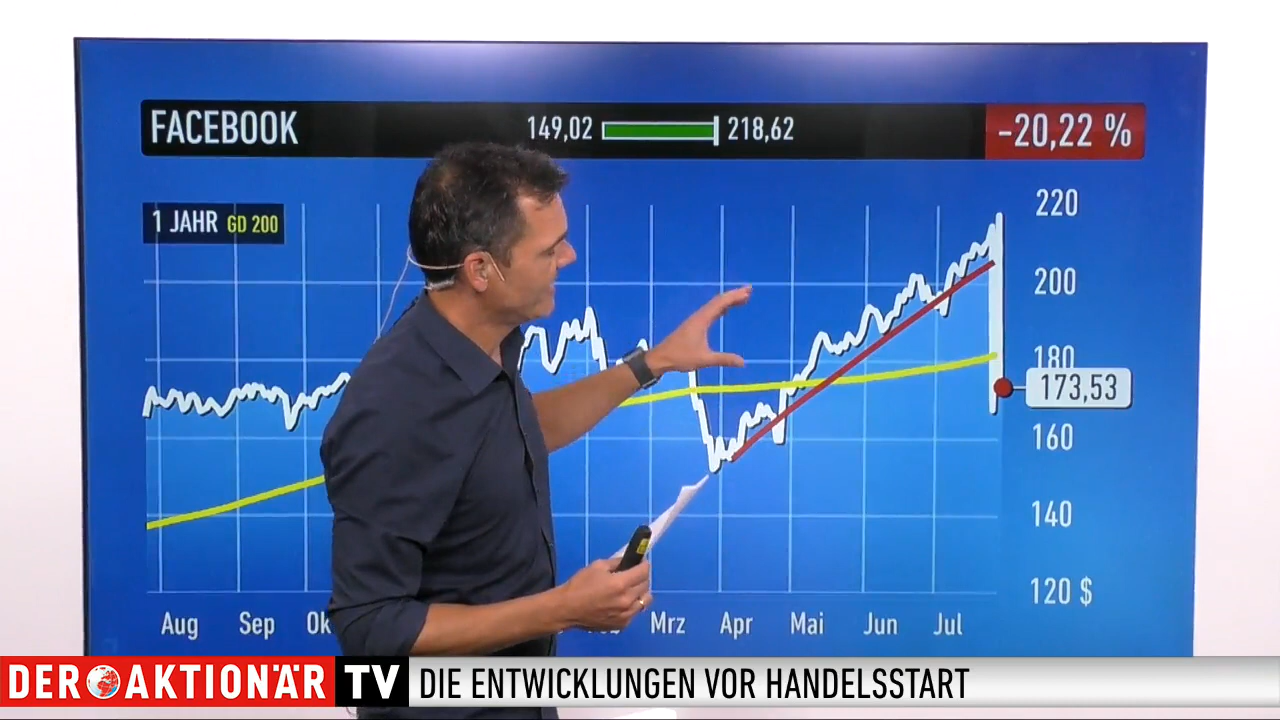 FACEBOOK
149,02 218,62
-20,22 %
1 JAHR GD 200
220
200
180
173,53
160
140
120 $
Aug Sep Mrz Apr Mai Jun Jul
DER AKTIONÄR TV DIE ENTWICKLUNGEN VOR HANDELSSTART